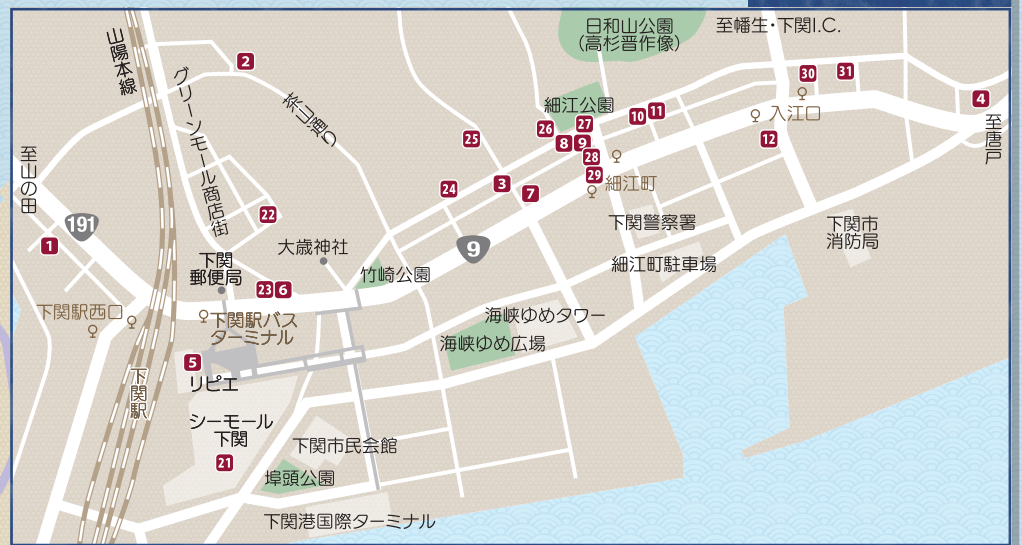 日和山公園
(高杉晋作像)
至幡生・下関I.C.
山陽本線
2
グリーンモール商店街
茶山通り
細江公園
30
31
4
至唐戸
10
11
入江口
26
27
25
8
9
12
28
29
細江町
至山の田
24
3
7
191
1
22
下関警察署
下関市
消防局
大歳神社
9
下関
郵便局
竹崎公園
細江町駐車場
23
6
下関駅西口
下関駅バス
ターミナル
海峡ゆめタワー
海峡ゆめ広場
5
リピエ
下関駅
シーモール
下関
21
下関市民会館
埠頭公園
下関港国際ターミナル